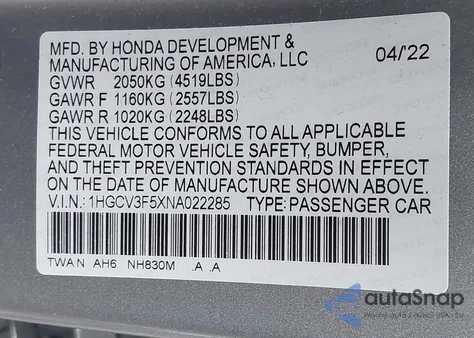 MFD. BY HONDA DEVELOPMENT &
MANUFACTURING OF AMERICA, LLC 04/'22
GVWR 2050KG (4519LBS)
GAWR F 1160KG (2557LBS)
GAWR R 1020KG (2248LBS)
THIS VEHICLE CONFORMS TO ALL APPLICABLE
FEDERAL MOTOR VEHICLE SAFETY, BUMPER,
AND THEFT PREVENTION STANDARDS IN EFFECT
ON THE DATE OF MANUFACTURE SHOWN ABOVE.
V.I.N.: 1HGCV3F5XNA022285 TYPE: PASSENGER CAR
TWA N AH6 NH830M .A .A
autoSnap